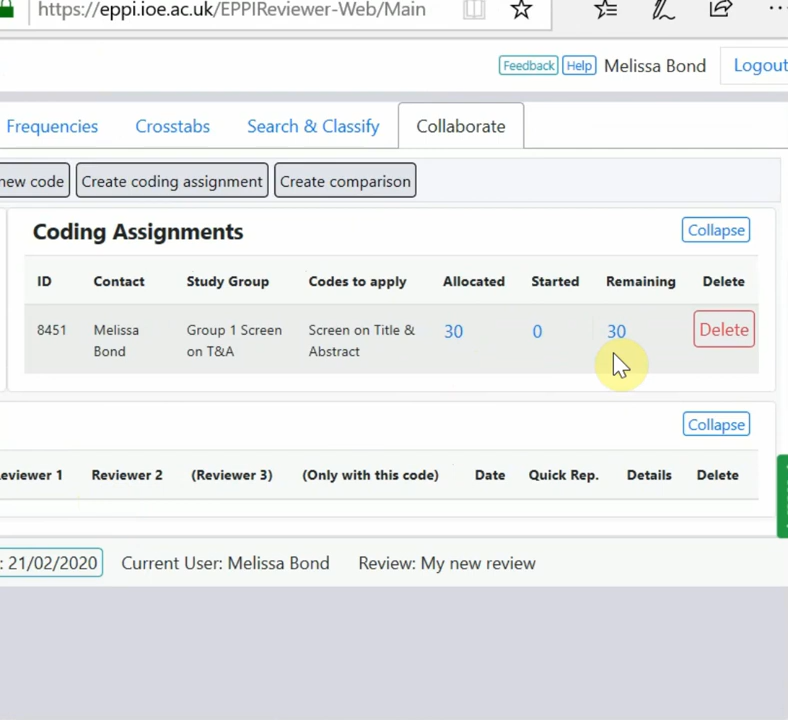 https://eppi.ioe.ac.uk/EPPIReviewer-Web/Main
Feedback Help Melissa Bond Logout
Frequencies Crosstabs Search & Classify Collaborate
new code Create coding assignment Create comparison
Coding Assignments Collapse
ID Contact Study Group Codes to apply Allocated Started Remaining Delete
8451 Melissa Bond Group 1 Screen on T&A Screen on Title & Abstract 30 0 30 Delete
Collapse
eviewer 1 Reviewer 2 (Reviewer 3) (Only with this code) Date Quick Rep. Details Delete
: 21/02/2020 Current User: Melissa Bond Review: My new review